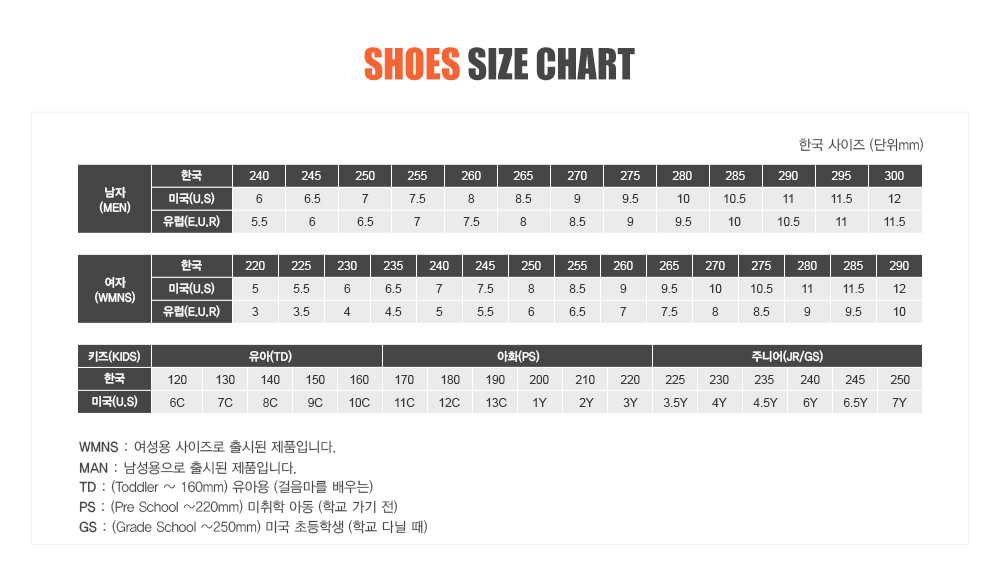 SHOES SIZE CHART
한국 사이즈 (단위mm)
남자 (MEN)
한국 240 245 250 255 260 265 270 275 280 285 290 295 300
미국(U.S) 6 6.5 7 7.5 8 8.5 9 9.5 10 10.5 11 11.5 12
유럽(E.U.R) 5.5 6 6.5 7 7.5 8 8.5 9 9.5 10 10.5 11 11.5
여자 (WMNS)
한국 220 225 230 235 240 245 250 255 260 265 270 275 280 285 290
미국(U.S) 5 5.5 6 6.5 7 7.5 8 8.5 9 9.5 10 10.5 11 11.5 12
유럽(E.U.R) 3 3.5 4 4.5 5 5.5 6 6.5 7 7.5 8 8.5 9 9.5 10
키즈(KIDS) 유아(TD) 아화(PS) 주니어(JR/GS)
한국 120 130 140 150 160 170 180 190 200 210 220 225 230 235 240 245 250
미국(U.S) 6C 7C 8C 9C 10C 11C 12C 13C 1Y 2Y 3Y 3.5Y 4Y 4.5Y 6Y 6.5Y 7Y
WMNS : 여성용 사이즈로 출시된 제품입니다.
MAN : 남성용으로 출시된 제품입니다.
TD : (Toddler ~ 160mm) 유아용 (걸음마를 배우는)
PS : (Pre School ~220mm) 미취학 아동 (학교 가기 전)
GS : (Grade School ~250mm) 미국 초등학생 (학교 다닐 때)